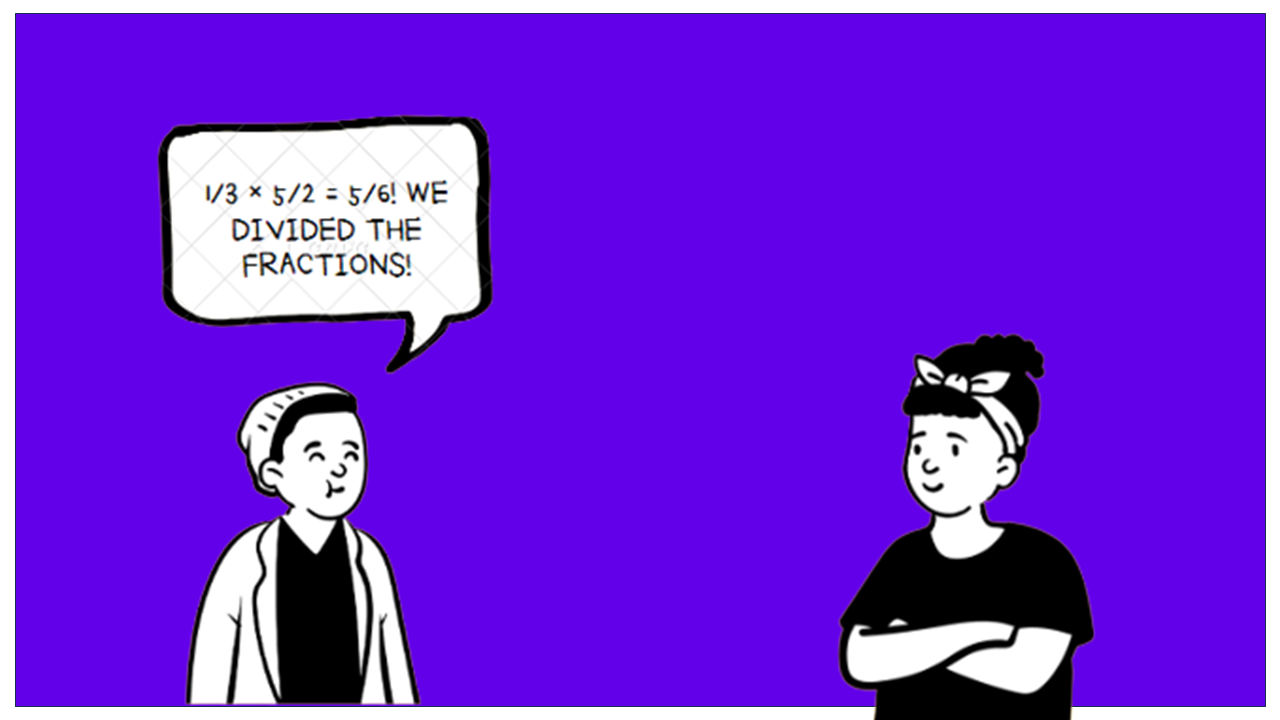 1/3 × 5/2 = 5/6! WE
DIVIDED THE
FRACTIONS!